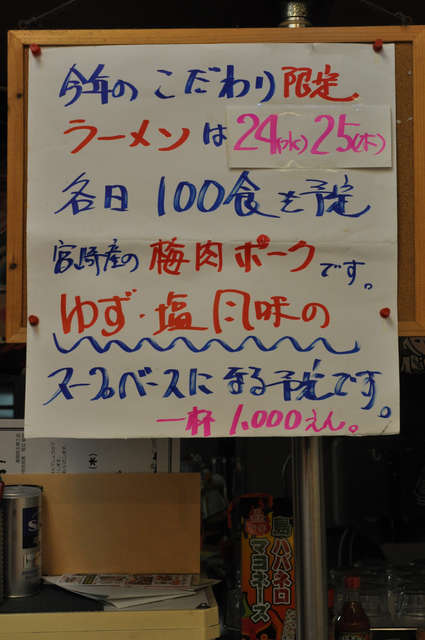 今年の こだわり 限定
ラーメン は 24(水) 25(木)
各日 100食を予定
宮崎産の 梅肉ポークです。
ゆず・塩風味の
スープベースになる予定です。
一杯 1,000えん。
島ハバネロ
マヨネーズ